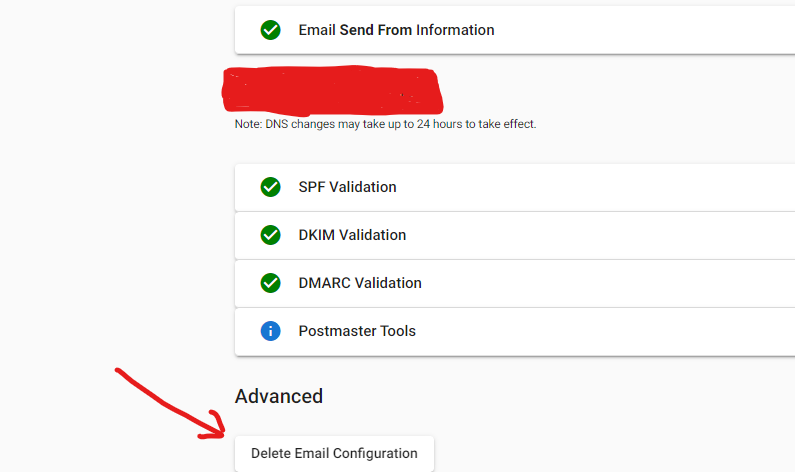 Email Send From Information
Note: DNS changes may take up to 24 hours to take effect.
SPF Validation
DKIM Validation
DMARC Validation
Postmaster Tools
Advanced
Delete Email Configuration